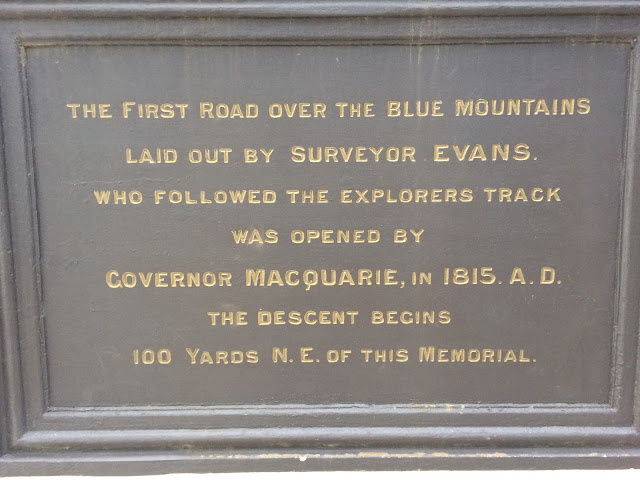 THE FIRST ROAD OVER THE BLUE MOUNTAINS
LAID OUT BY SURVEYOR EVANS.
WHO FOLLOWED THE EXPLORERS TRACK
WAS OPENED BY
GOVERNOR MACQUARIE, IN 1815. A. D.
THE DESCENT BEGINS
100 YARDS N. E. OF THIS MEMORIAL.